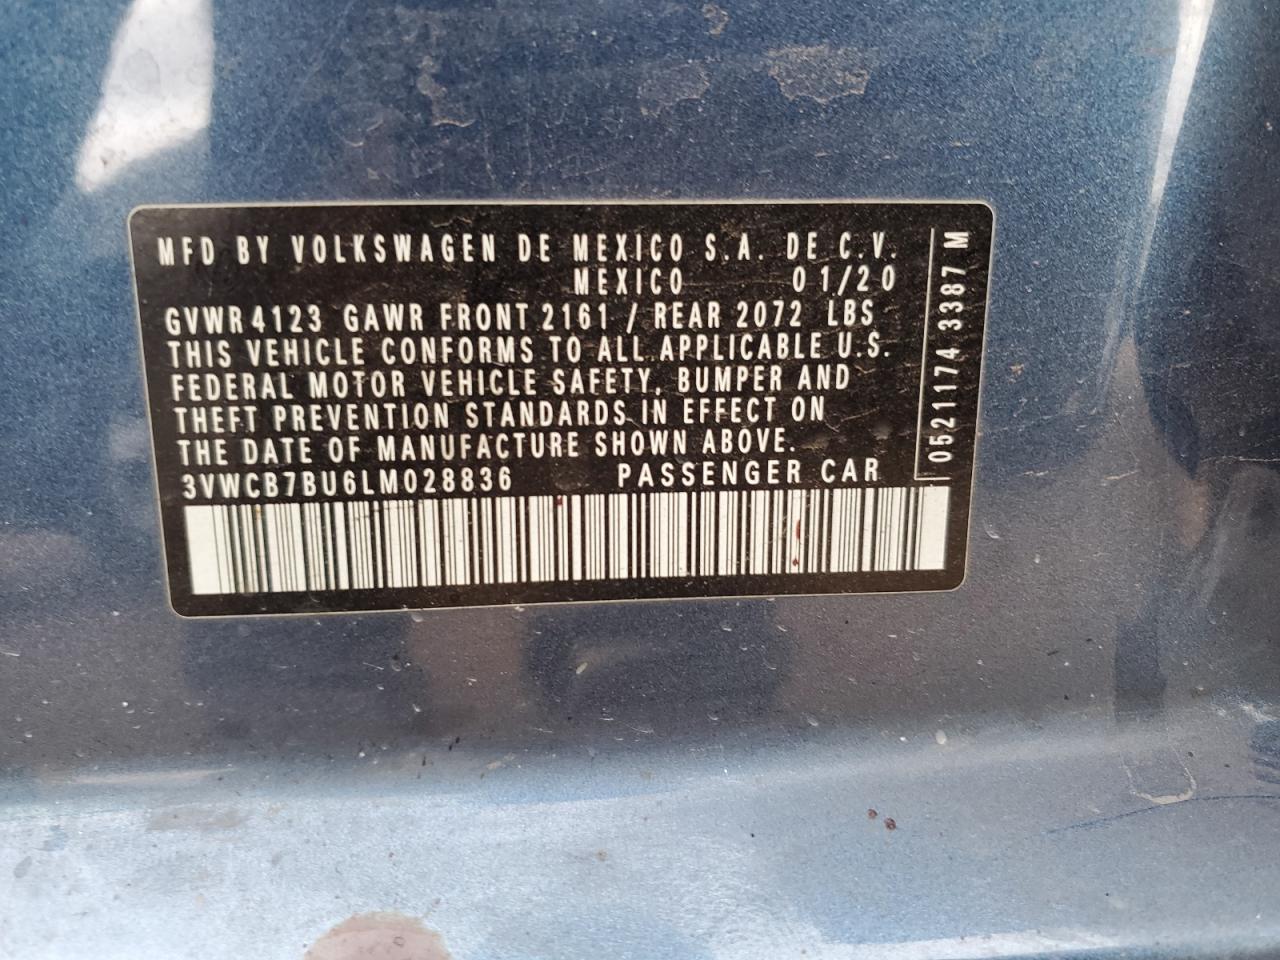 MFD BY VOLKSWAGEN DE MEXICO S.A. DE C.V.
MEXICO 01/20
GVWR 4123 GAWR FRONT 2161 / REAR 2072 LBS
THIS VEHICLE CONFORMS TO ALL APPLICABLE U.S.
FEDERAL MOTOR VEHICLE SAFETY, BUMPER AND
THEFT PREVENTION STANDARDS IN EFFECT ON
THE DATE OF MANUFACTURE SHOWN ABOVE.
3VWCB7BU6LM028836 PASSENGER CAR
0521174 3387 M